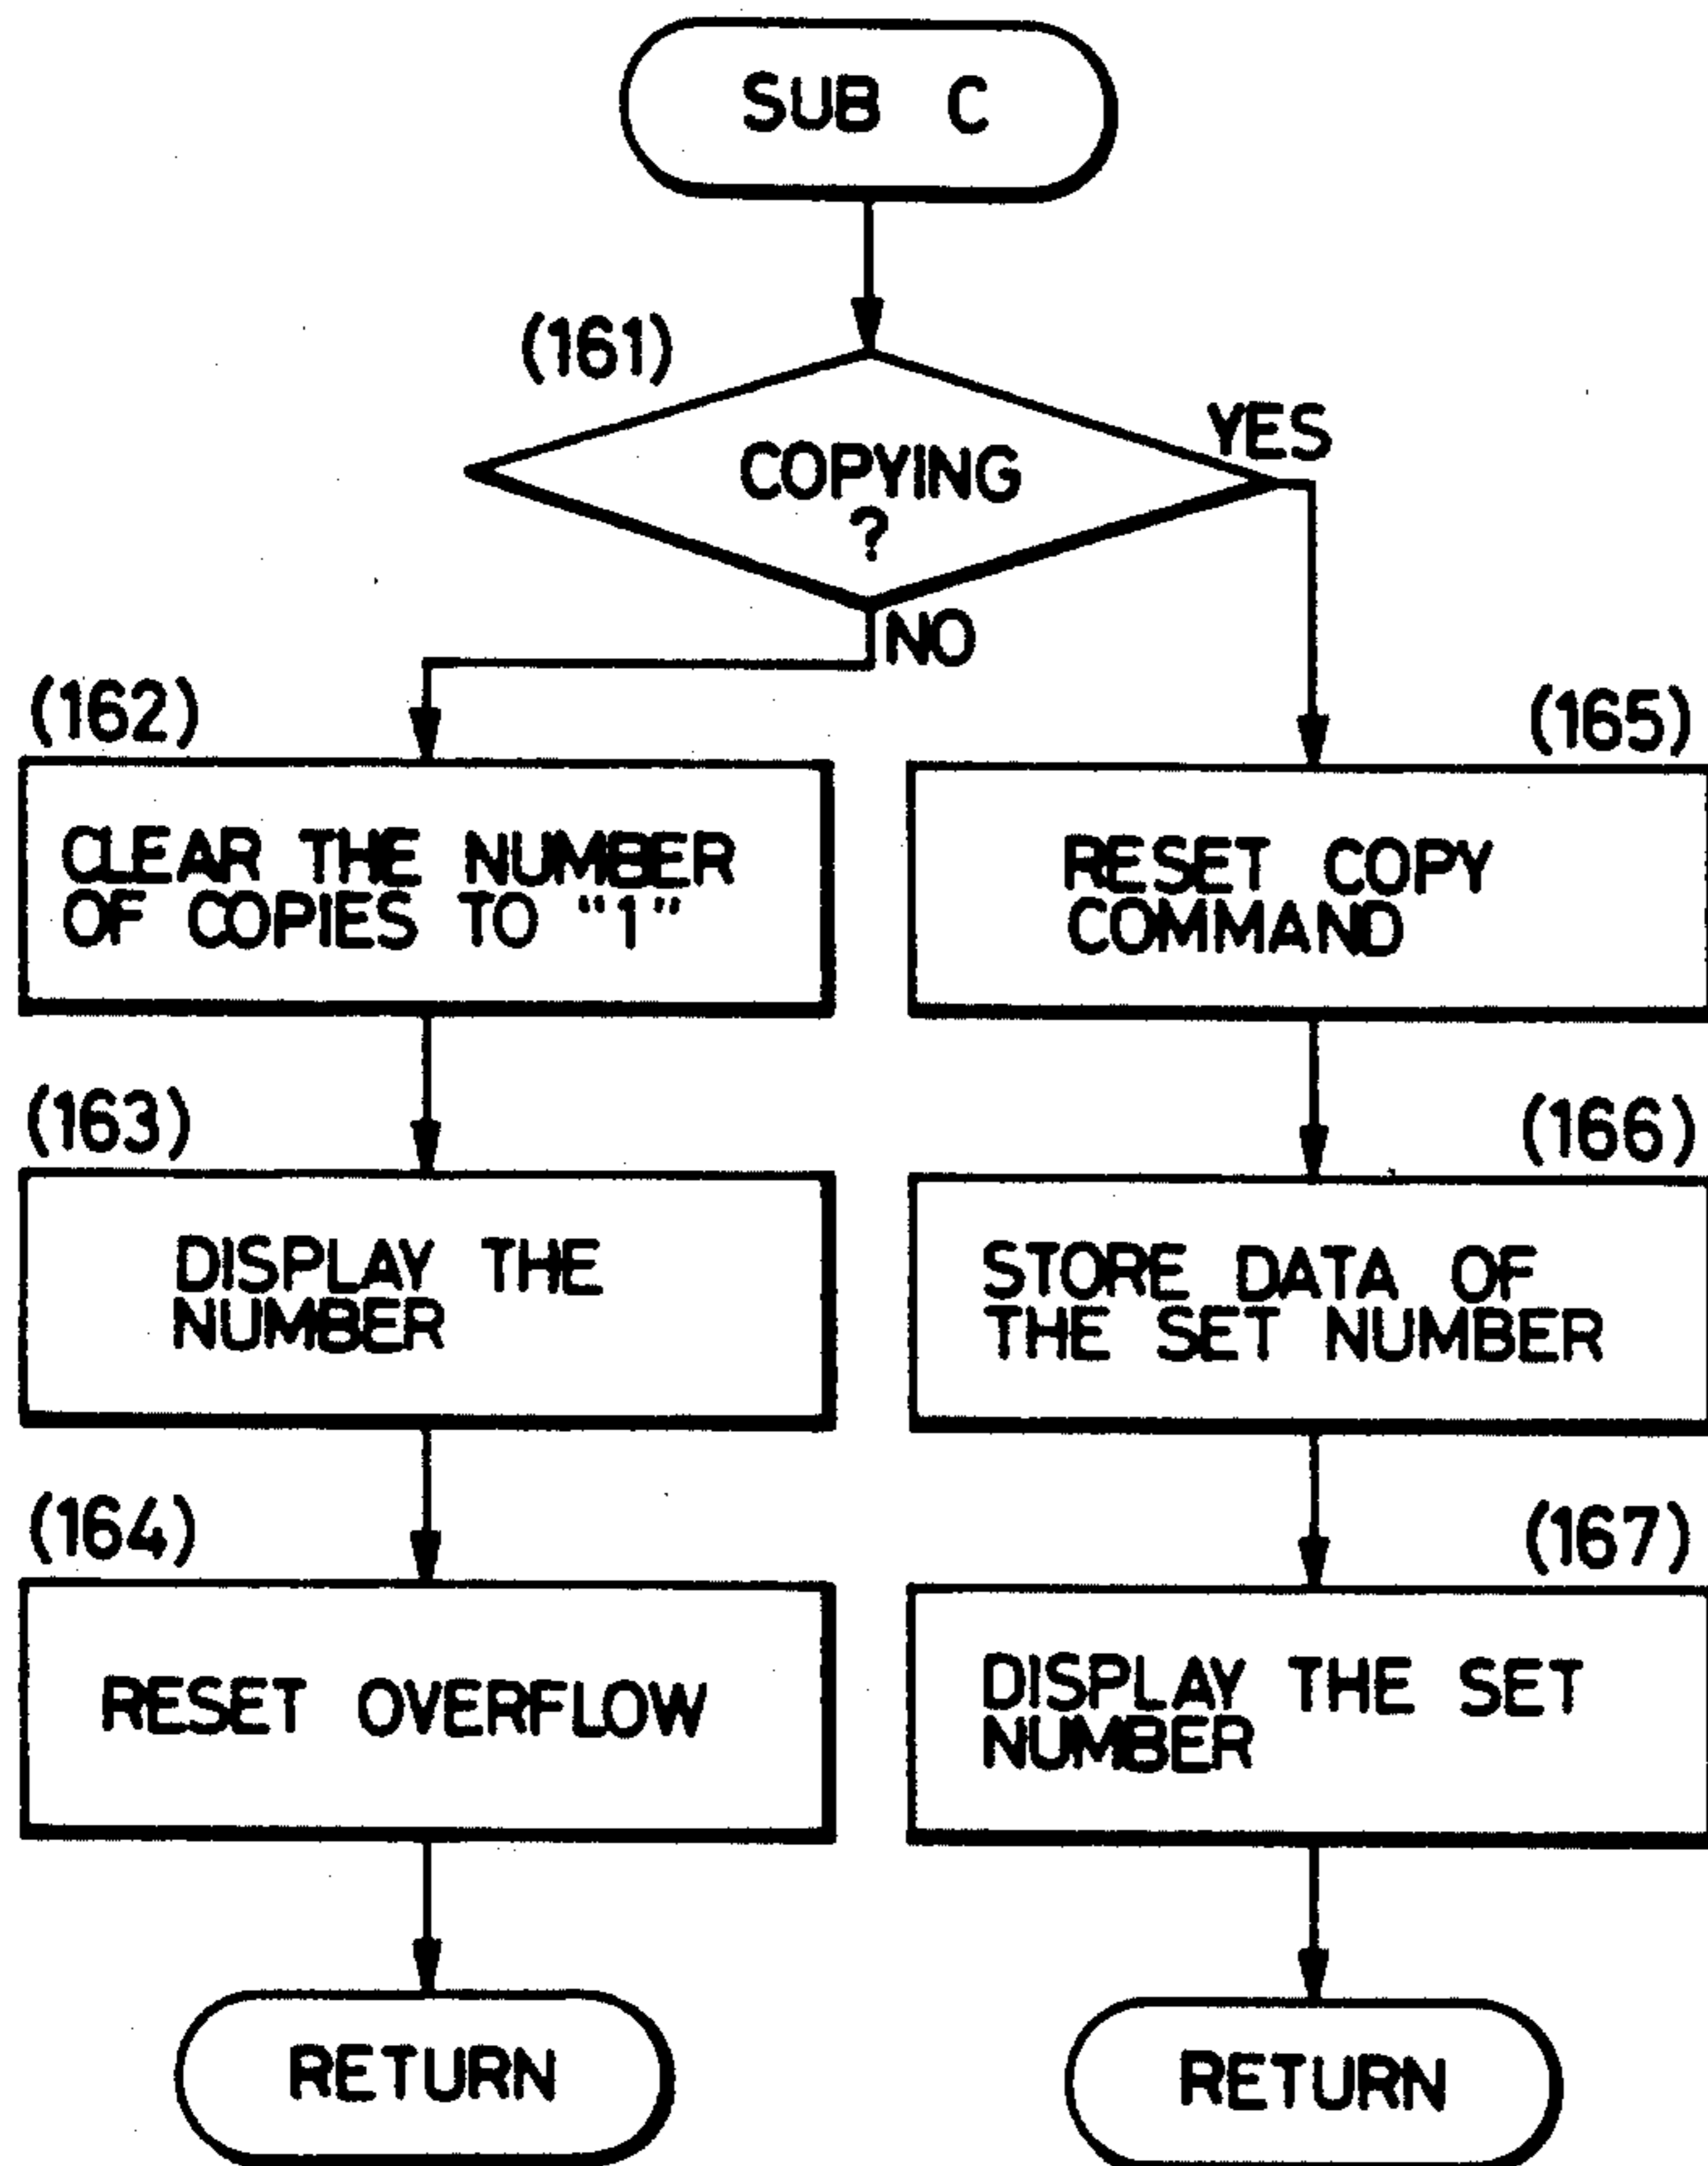 SUB C
(161)
COPYING
?
YES
NO
(162)
CLEAR THE NUMBER
OF COPIES TO "1"
(163)
DISPLAY THE
NUMBER
(164)
RESET OVERFLOW
RETURN
(165)
RESET COPY
COMMAND
(166)
STORE DATA OF
THE SET NUMBER
(167)
DISPLAY THE SET
NUMBER
RETURN